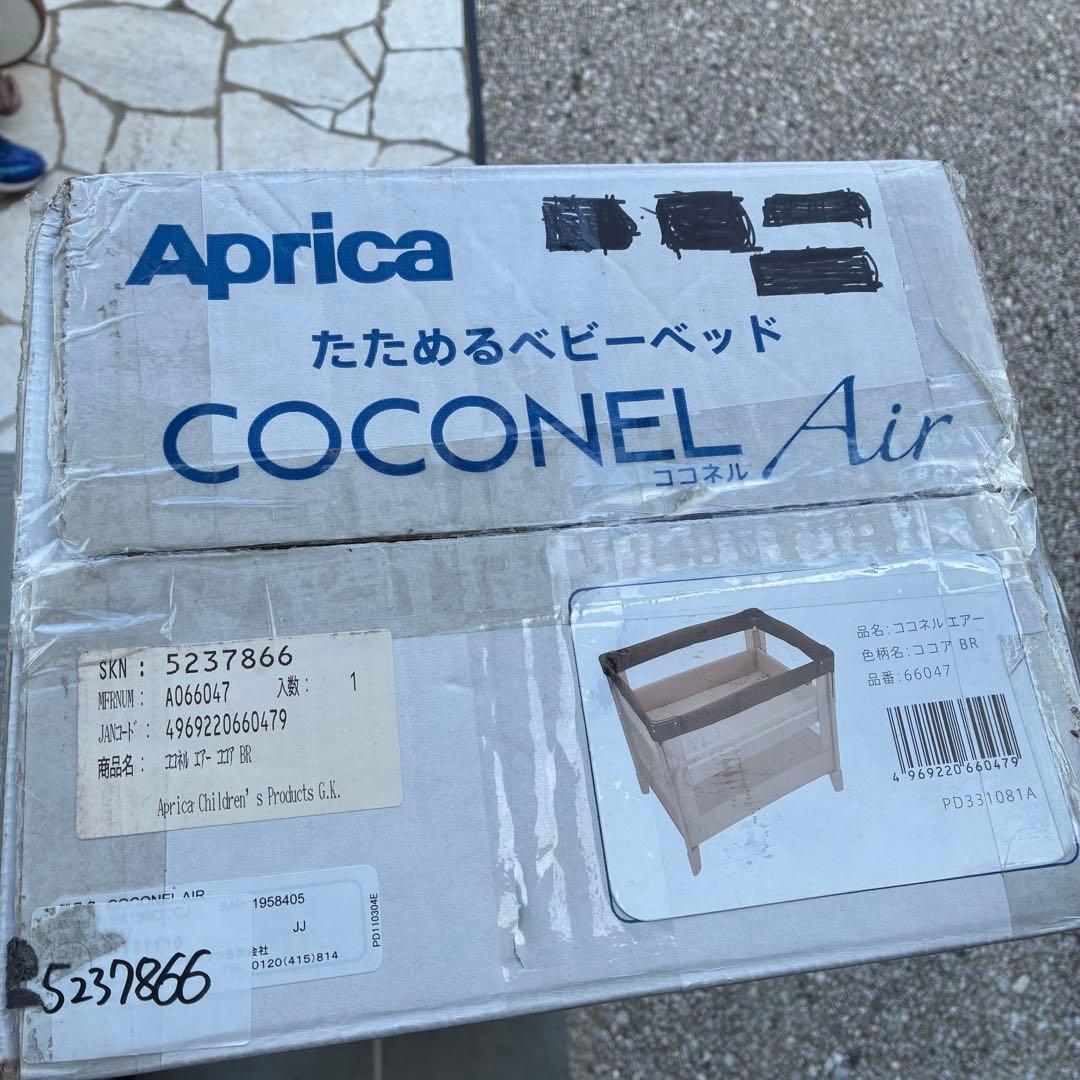 Aprica
たためるベビーベッド
COCONEL Air
ココネル
SKN : 5237866
MFRNUM : A066047 入数 : 1
JANコード : 4969220660479
商品名 : ココネル エアー ココア BR
Aprica Children's Products G.K.
品名:ココネル エアー
色柄名:ココア BR
品番:66047
4969220660479
PD331081A
COCONEL AIR
1958405
JJ
TEL 0120(415)814
PD110304E
5237866